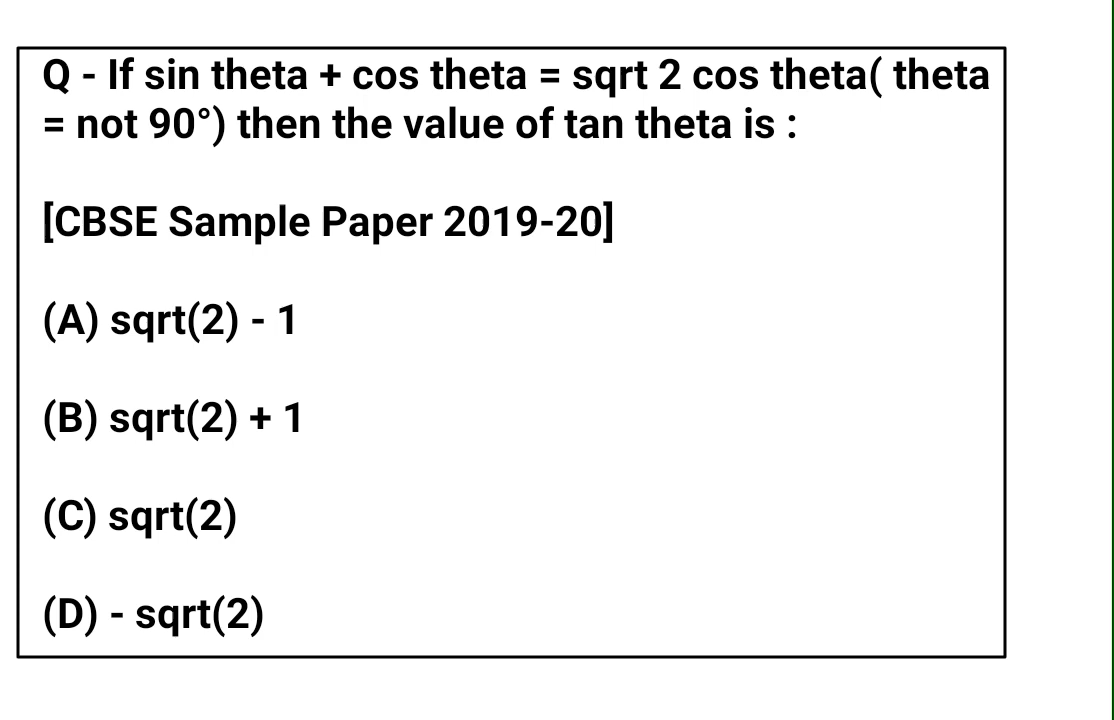 Q - If sin theta + cos theta = sqrt 2 cos theta( theta
= not 90°) then the value of tan theta is :
[CBSE Sample Paper 2019-20]
(A) sqrt(2) - 1
(B) sqrt(2) + 1
(C) sqrt(2)
(D) - sqrt(2)